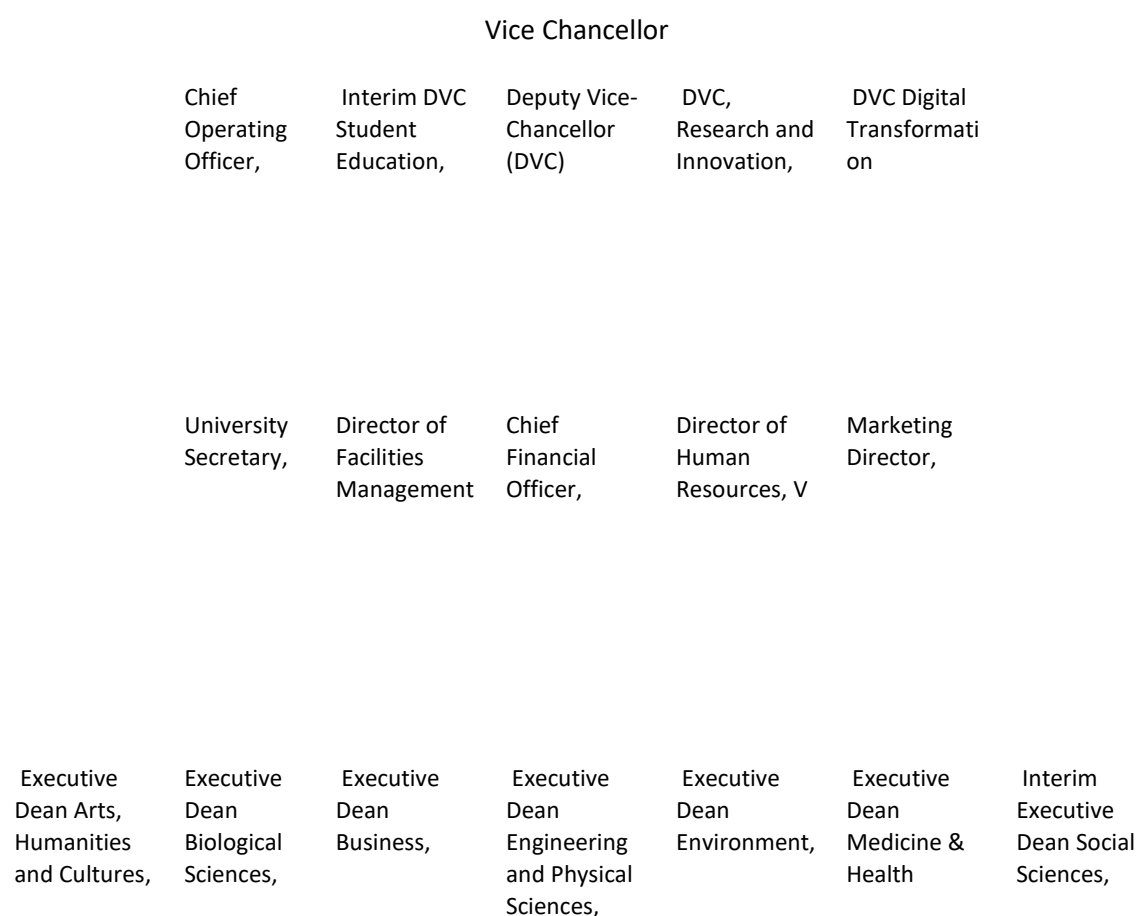 Vice Chancellor
Chief
Operating
Officer,
Interim DVC
Student
Education,
Deputy Vice-
Chancellor
(DVC)
DVC,
Research and
Innovation,
DVC Digital
Transformati
on
University
Secretary,
Director of
Facilities
Management
Chief
Financial
Officer,
Director of
Human
Resources, V
Marketing
Director,
Executive
Dean Arts,
Humanities
and Cultures,
Executive
Dean
Biological
Sciences,
Executive
Dean
Business,
Executive
Dean
Engineering
and Physical
Sciences,
Executive
Dean
Environment,
Executive
Dean
Medicine &
Health
Interim
Executive
Dean Social
Sciences,